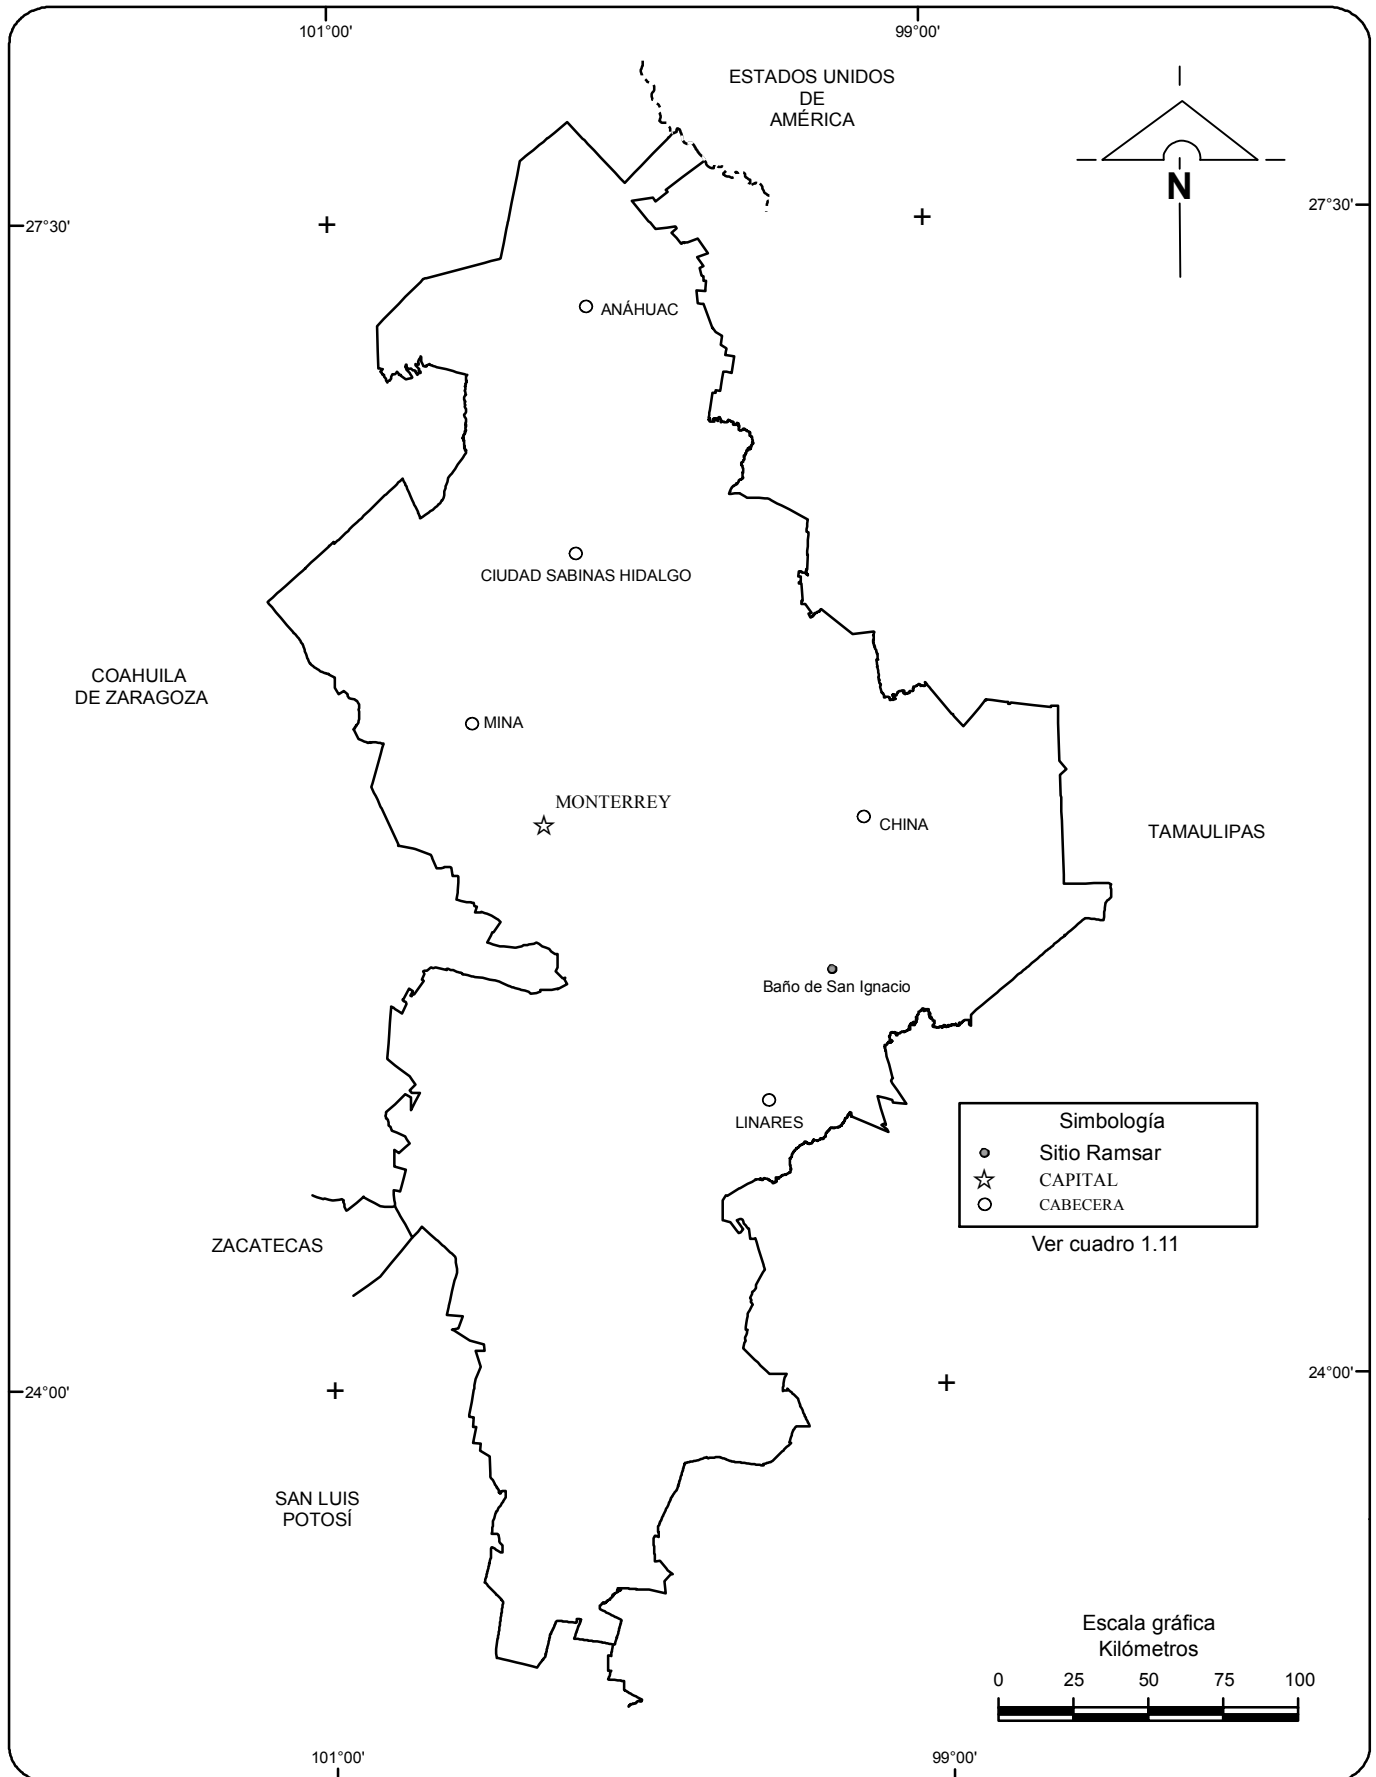 101°00'
99°00'
ESTADOS UNIDOS
DE
AMÉRICA
N
27°30'
27°30'
ANÁHUAC
CIUDAD SABINAS HIDALGO
COAHUILA
DE ZARAGOZA
MINA
MONTERREY
CHINA
TAMAULIPAS
Baño de San Ignacio
LINARES
Simbología
Sitio Ramsar
CAPITAL
CABECERA
Ver cuadro 1.11
ZACATECAS
24°00'
24°00'
SAN LUIS
POTOSÍ
Escala gráfica
Kilómetros
0 25 50 75 100
101°00'
99°00'